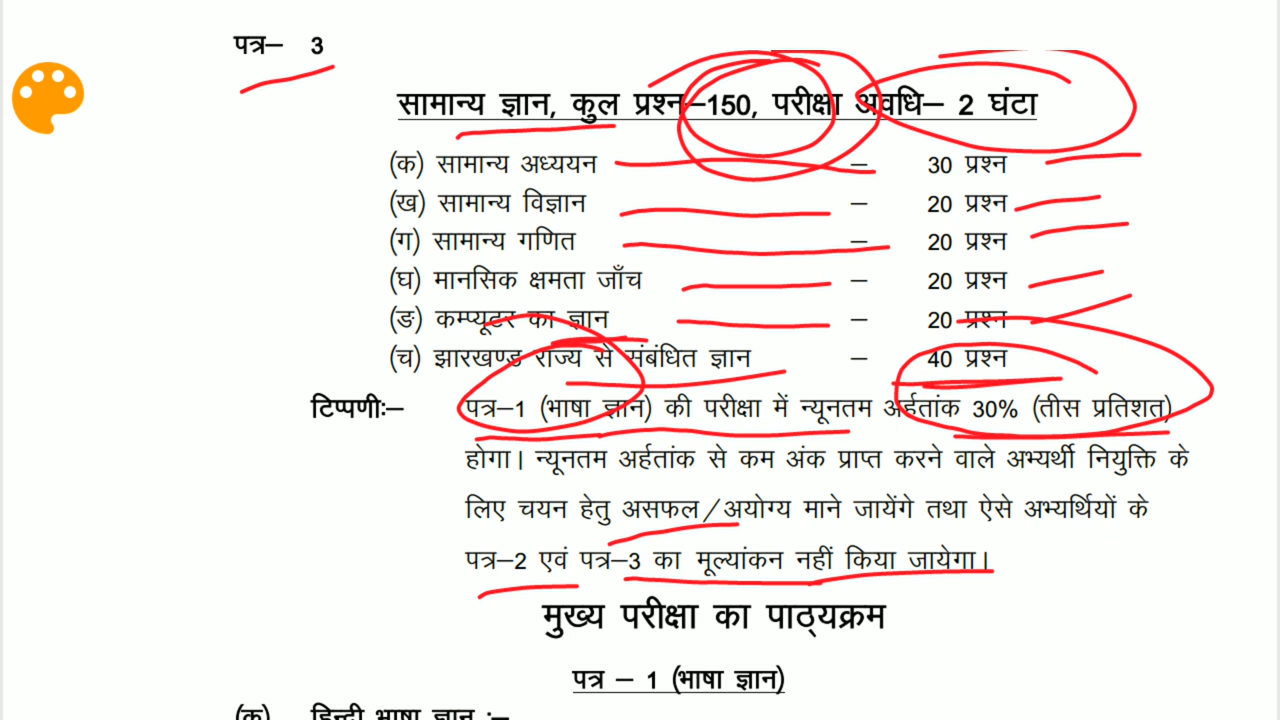 पत्र– 3
सामान्य ज्ञान, कुल प्रश्न–150, परीक्षा अवधि– 2 घंटा
(क) सामान्य अध्ययन – 30 प्रश्न
(ख) सामान्य विज्ञान – 20 प्रश्न
(ग) सामान्य गणित – 20 प्रश्न
(घ) मानसिक क्षमता जाँच – 20 प्रश्न
(ङ) कम्प्यूटर का ज्ञान – 20 प्रश्न
(च) झारखण्ड राज्य से संबंधित ज्ञान – 40 प्रश्न
टिप्पणीः– पत्र–1 (भाषा ज्ञान) की परीक्षा में न्यूनतम अर्हतांक 30% (तीस प्रतिशत)
होगा। न्यूनतम अर्हतांक से कम अंक प्राप्त करने वाले अभ्यर्थी नियुक्ति के
लिए चयन हेतु असफल/अयोग्य माने जायेंगे तथा ऐसे अभ्यर्थियों के
पत्र–2 एवं पत्र–3 का मूल्यांकन नहीं किया जायेगा।
मुख्य परीक्षा का पाठ्यक्रम
पत्र – 1 (भाषा ज्ञान)
(क) हिन्दी भाषा ज्ञान :–